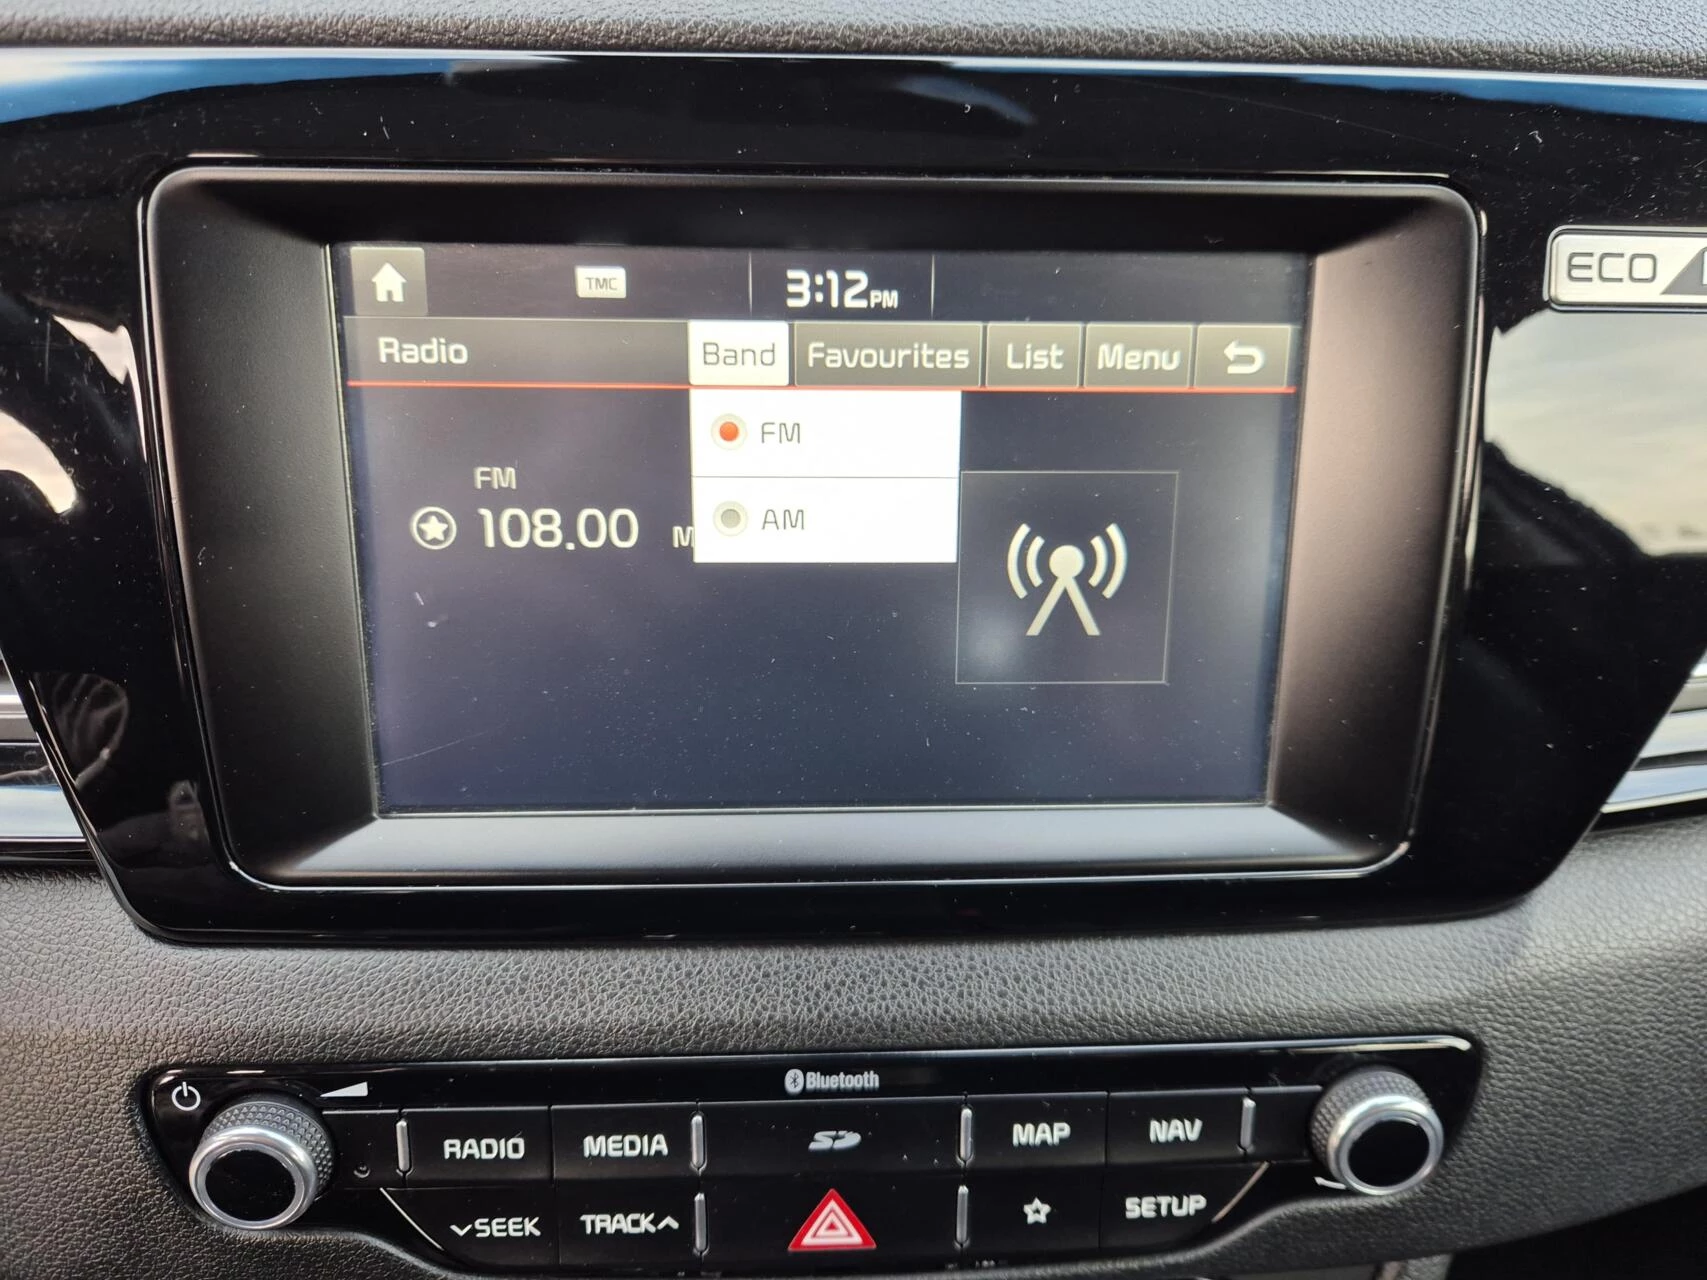 TMC
3:12PM
ECO
Radio
Band
Favourites
List
Menu
FM
AM
FM
108.00
M
Bluetooth
RADIO
MEDIA
SD
MAP
NAV
SEEK
TRACK
SETUP